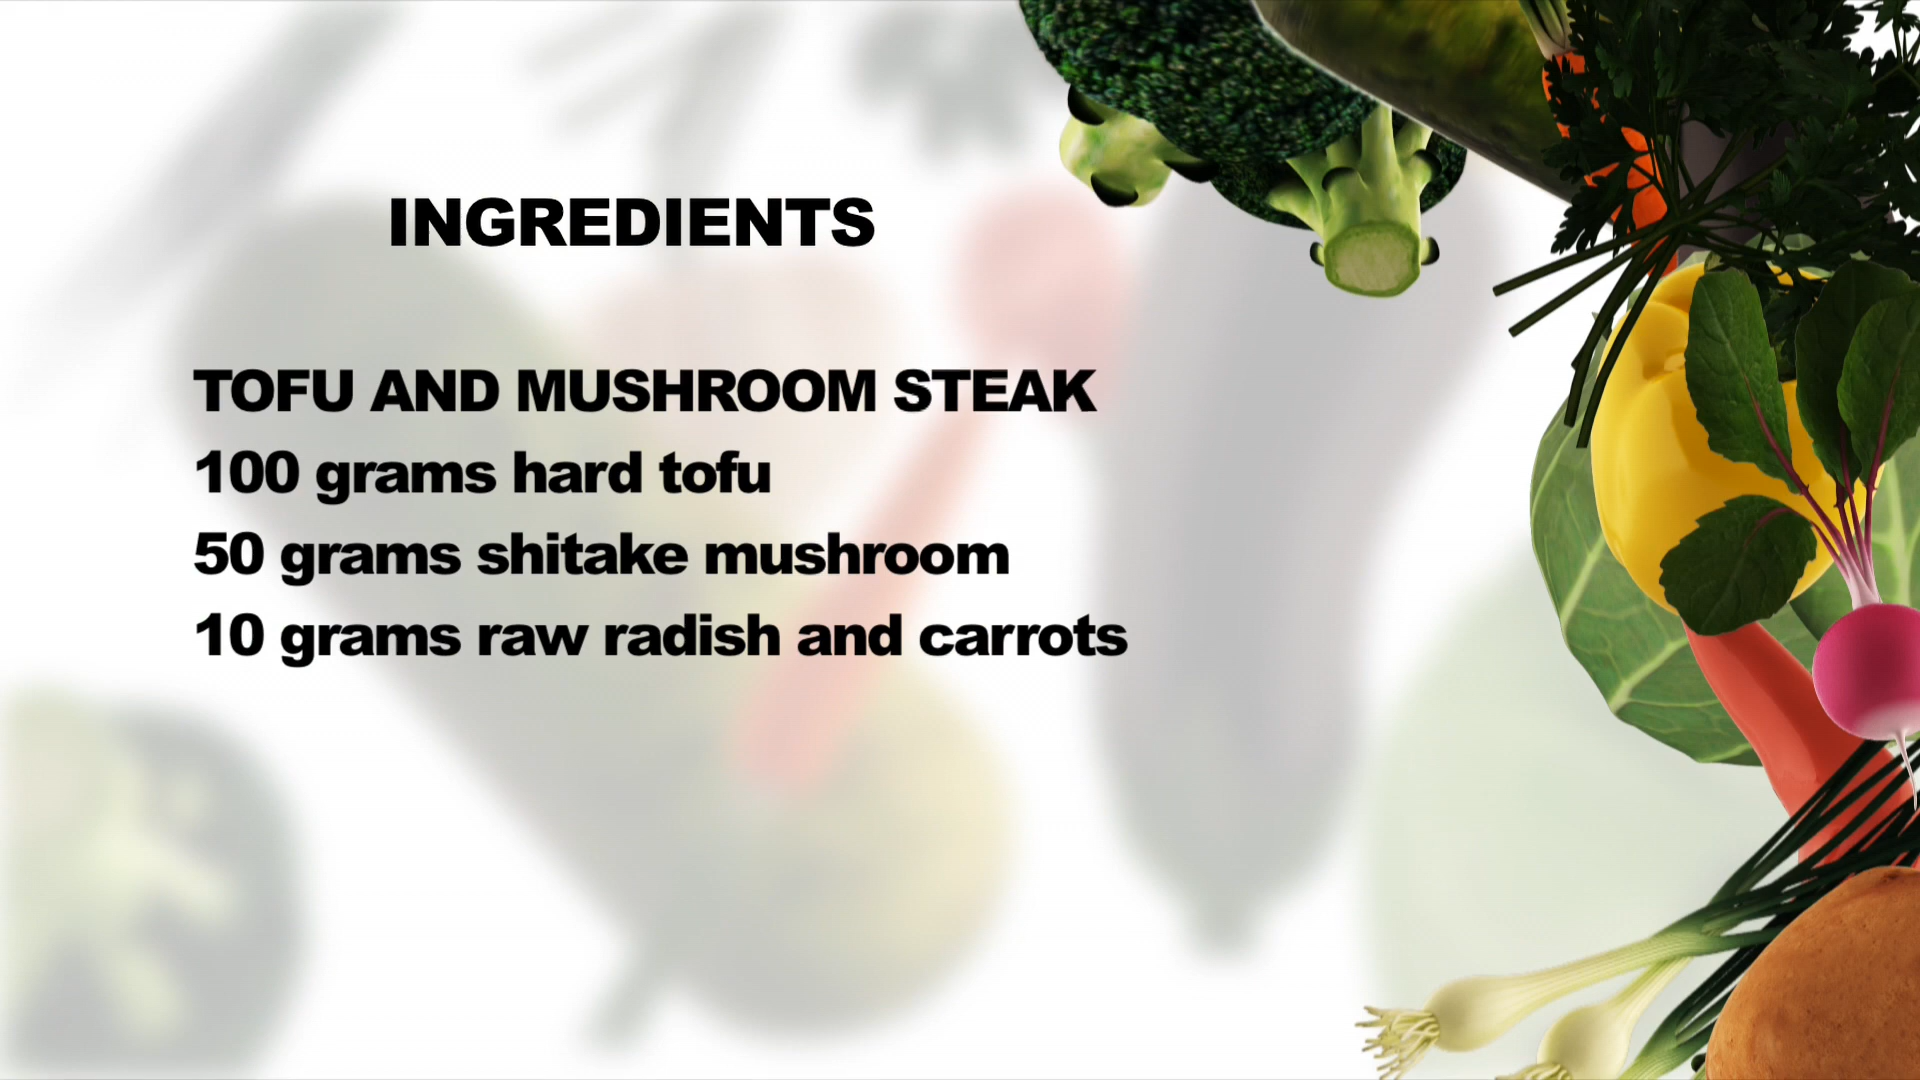 INGREDIENTS
TOFU AND MUSHROOM STEAK
100 grams hard tofu
50 grams shitake mushroom
10 grams raw radish and carrots